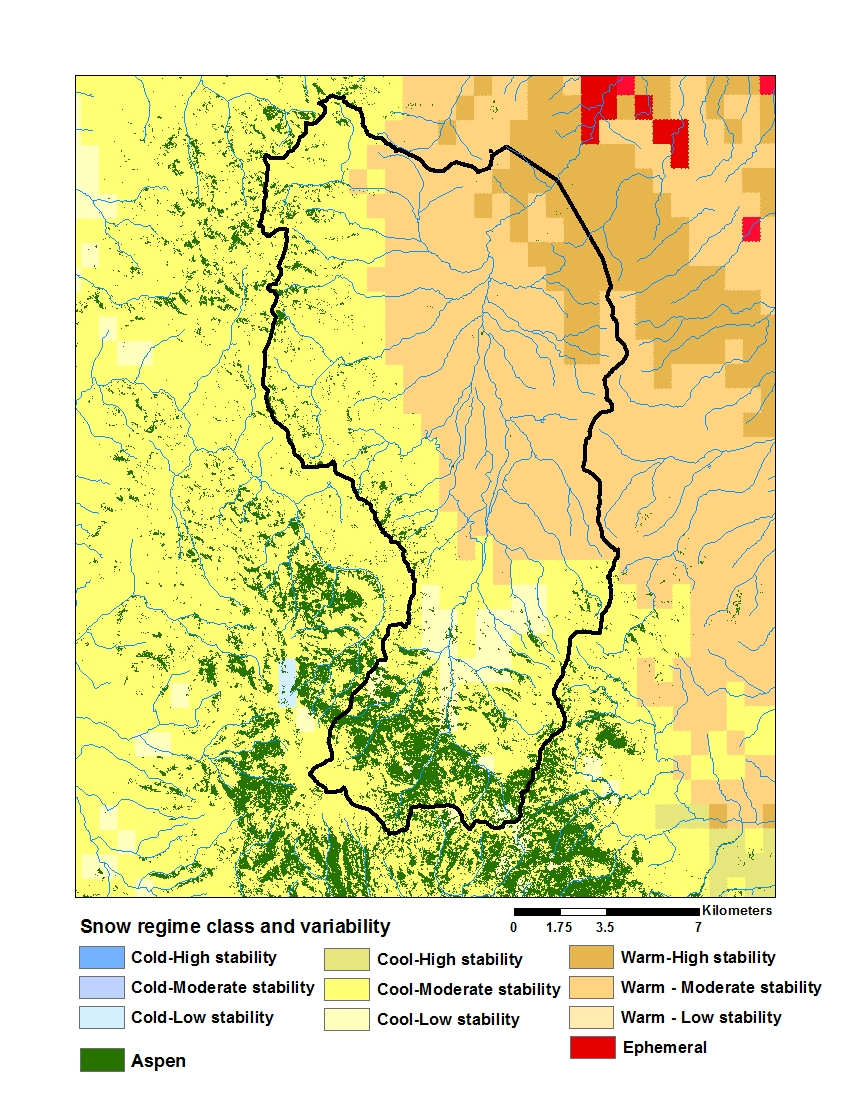 Kilometers
0 1.75 3.5 7
Snow regime class and variability
Cold-High stability
Cold-Moderate stability
Cold-Low stability
Cool-High stability
Cool-Moderate stability
Cool-Low stability
Warm-High stability
Warm - Moderate stability
Warm - Low stability
Ephemeral
Aspen